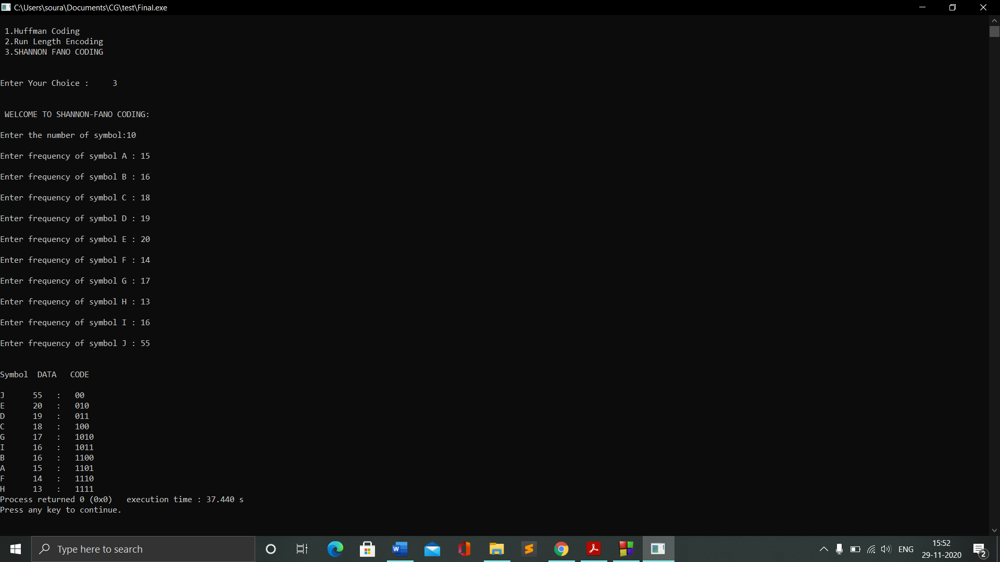 C:\Users\soura\Documents\CG\test\Final.exe
1.Huffman Coding
2.Run Length Encoding
3.SHANNON FANO CODING
Enter Your Choice :     3
WELCOME TO SHANNON-FANO CODING:
Enter the number of symbol:10
Enter frequency of symbol A : 15
Enter frequency of symbol B : 16
Enter frequency of symbol C : 18
Enter frequency of symbol D : 19
Enter frequency of symbol E : 20
Enter frequency of symbol F : 14
Enter frequency of symbol G : 17
Enter frequency of symbol H : 13
Enter frequency of symbol I : 16
Enter frequency of symbol J : 55
Symbol  DATA   CODE
J      55   :   00
E      20   :   010
D      19   :   011
C      18   :   100
G      17   :   1010
I      16   :   1011
B      16   :   1100
A      15   :   1101
F      14   :   1110
H      13   :   1111
Process returned 0 (0x0)   execution time : 37.440 s
Press any key to continue.
Type here to search
W
ENG
15:52
29-11-2020
2